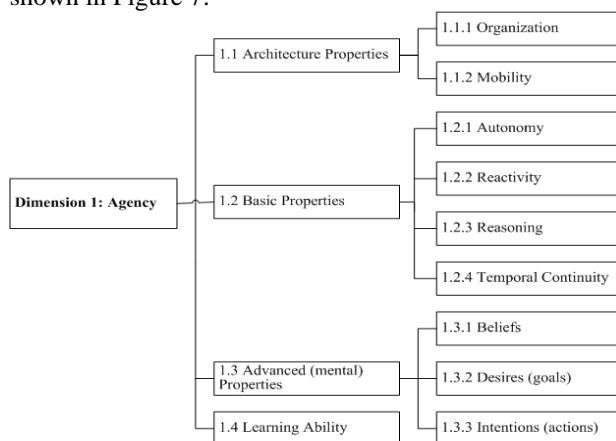 shown in Figure 7.
1.1.1 Organization
1.1 Architecture Properties
1.1.2 Mobility
1.2.1 Autonomy
1.2.2 Reactivity
Dimension 1: Agency
1.2 Basic Properties
1.2.3 Reasoning
1.2.4 Temporal Continuity
1.3.1 Beliefs
1.3 Advanced (mental)
Properties
1.3.2 Desires (goals)
1.4 Learning Ability
1.3.3 Intentions (actions)